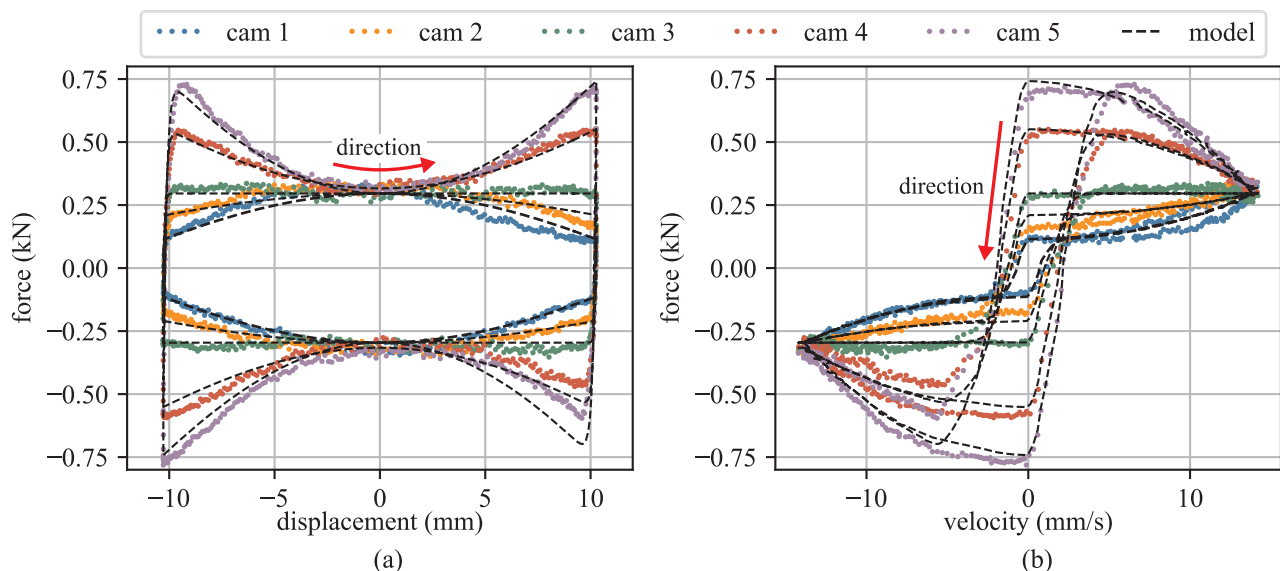 cam 1 cam 2 cam 3 cam 4 cam 5 model
0.75
0.50
0.25
0.00
−0.25
−0.50
−0.75
force (kN)
direction
−10 −5 0 5 10
displacement (mm)
(a)
0.75
0.50
0.25
0.00
−0.25
−0.50
−0.75
force (kN)
direction
−10 0 10
velocity (mm/s)
(b)